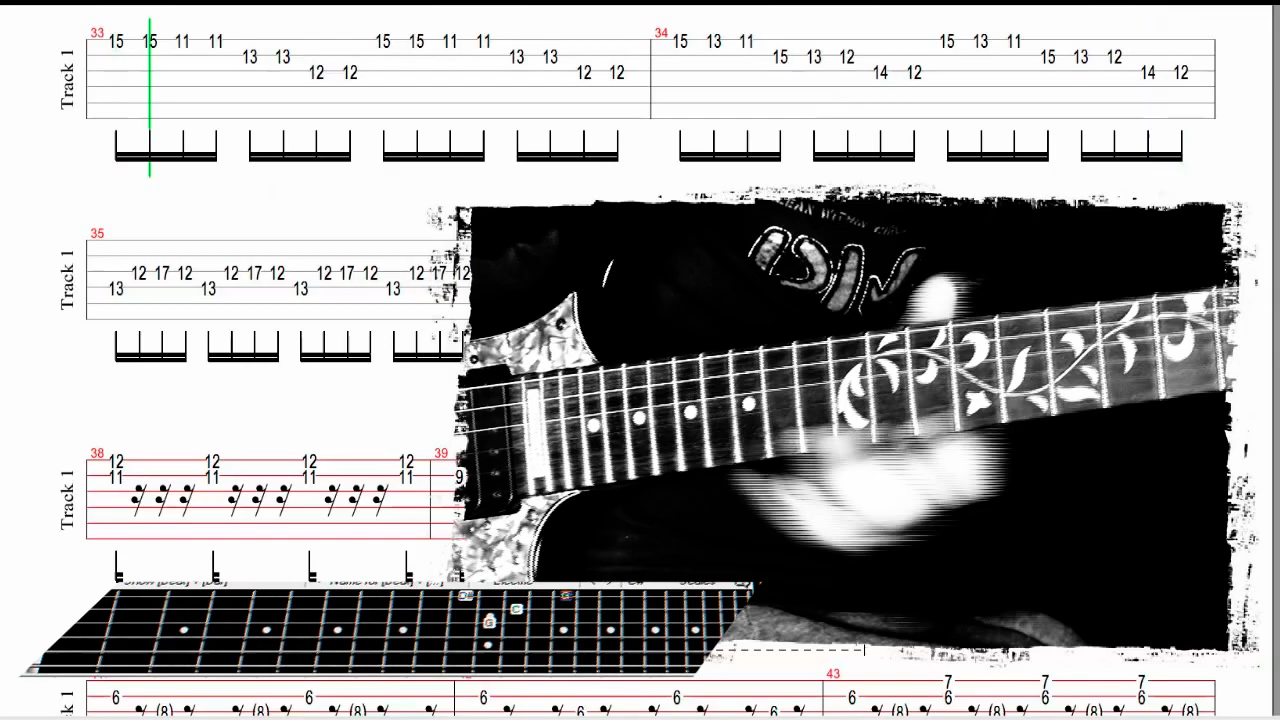 33 34
15 15 11 11 13 13 12 12 15 15 11 11 13 13 12 12 15 13 11 15 13 12 14 12 15 13 11 15 13 12 14 12
Track 1
35
12 17 12 12 17 12 12 17 12 12 17 12
13 13 13 13
Track 1
38 39
12 12 12 12
11 11 11 11 9
Track 1
43
7 7 7
6 6 6 6 6 6 6 6
(8) (8) (8) 6 6 (8) (8) (8) (8)